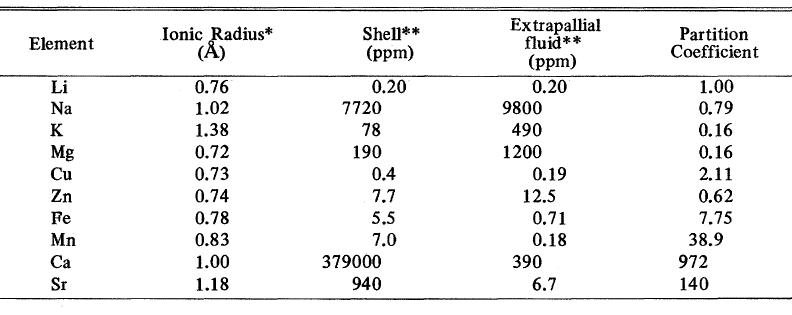 Element Ionic Radius* (Å) Shell** (ppm) Extrapallial fluid** (ppm) Partition Coefficient
Li 0.76 0.20 0.20 1.00
Na 1.02 7720 9800 0.79
K 1.38 78 490 0.16
Mg 0.72 190 1200 0.16
Cu 0.73 0.4 0.19 2.11
Zn 0.74 7.7 12.5 0.62
Fe 0.78 5.5 0.71 7.75
Mn 0.83 7.0 0.18 38.9
Ca 1.00 379000 390 972
Sr 1.18 940 6.7 140